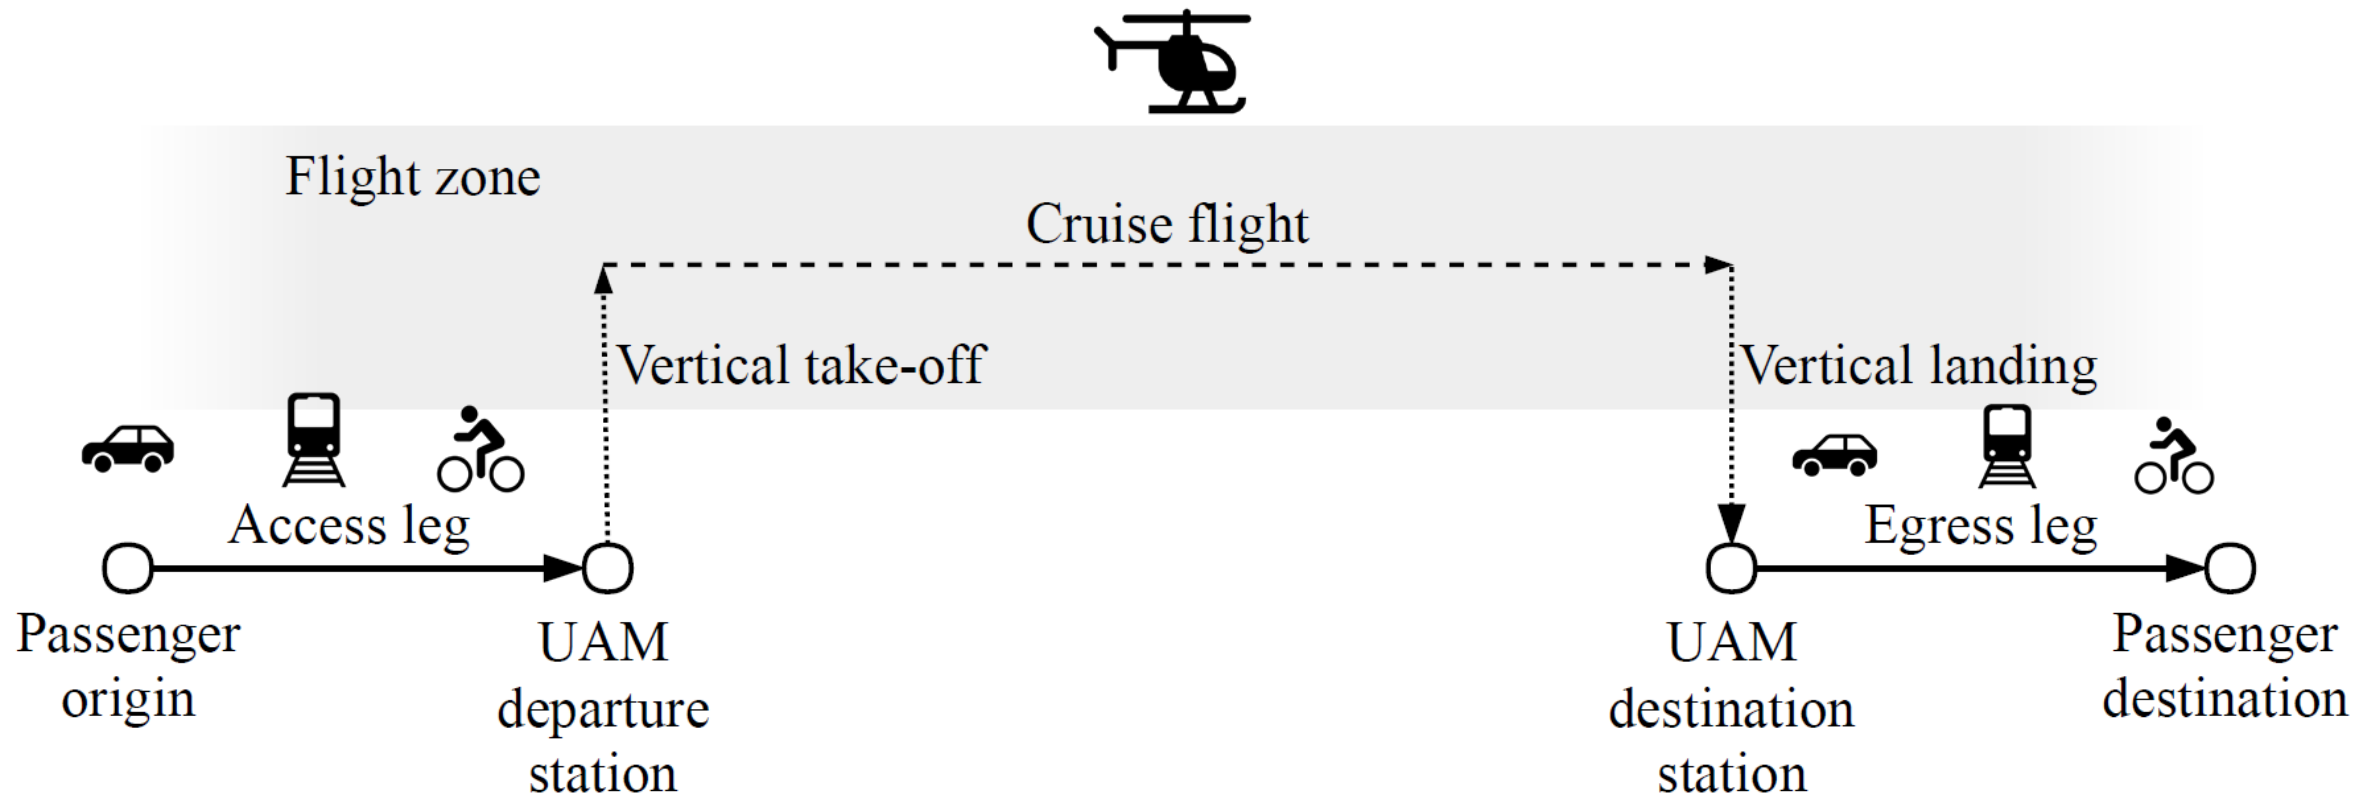 Flight zone
Cruise flight
Vertical take-off
Vertical landing
Access leg
Egress leg
Passenger
origin
UAM
departure
station
UAM
destination
station
Passenger
destination